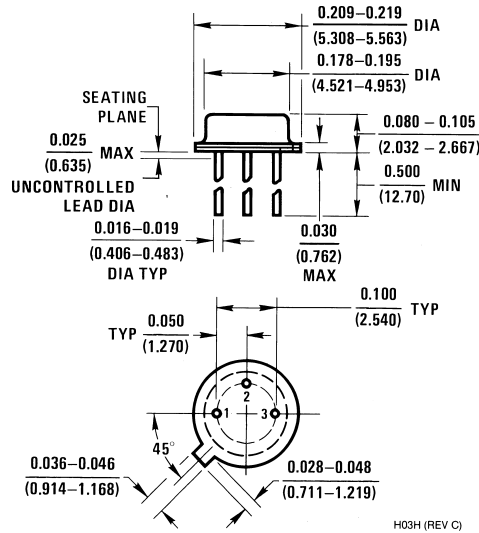 0.209–0.219 DIA
(5.308-5.563)
0.178–0.195 DIA
(4.521–4.953)
SEATING
PLANE
0.025 MAX
(0.635)
0.080 – 0.105
(2.032 – 2.667)
UNCONTROLLED
LEAD DIA
0.500 MIN
(12.70)
0.016–0.019
(0.406-0.483)
DIA TYP
0.030
(0.762)
MAX
0.100 TYP
(2.540)
TYP 0.050
(1.270)
2
1 3
45°
0.036-0.046
(0.914–1.168)
0.028-0.048
(0.711–1.219)
H03H (REV C)